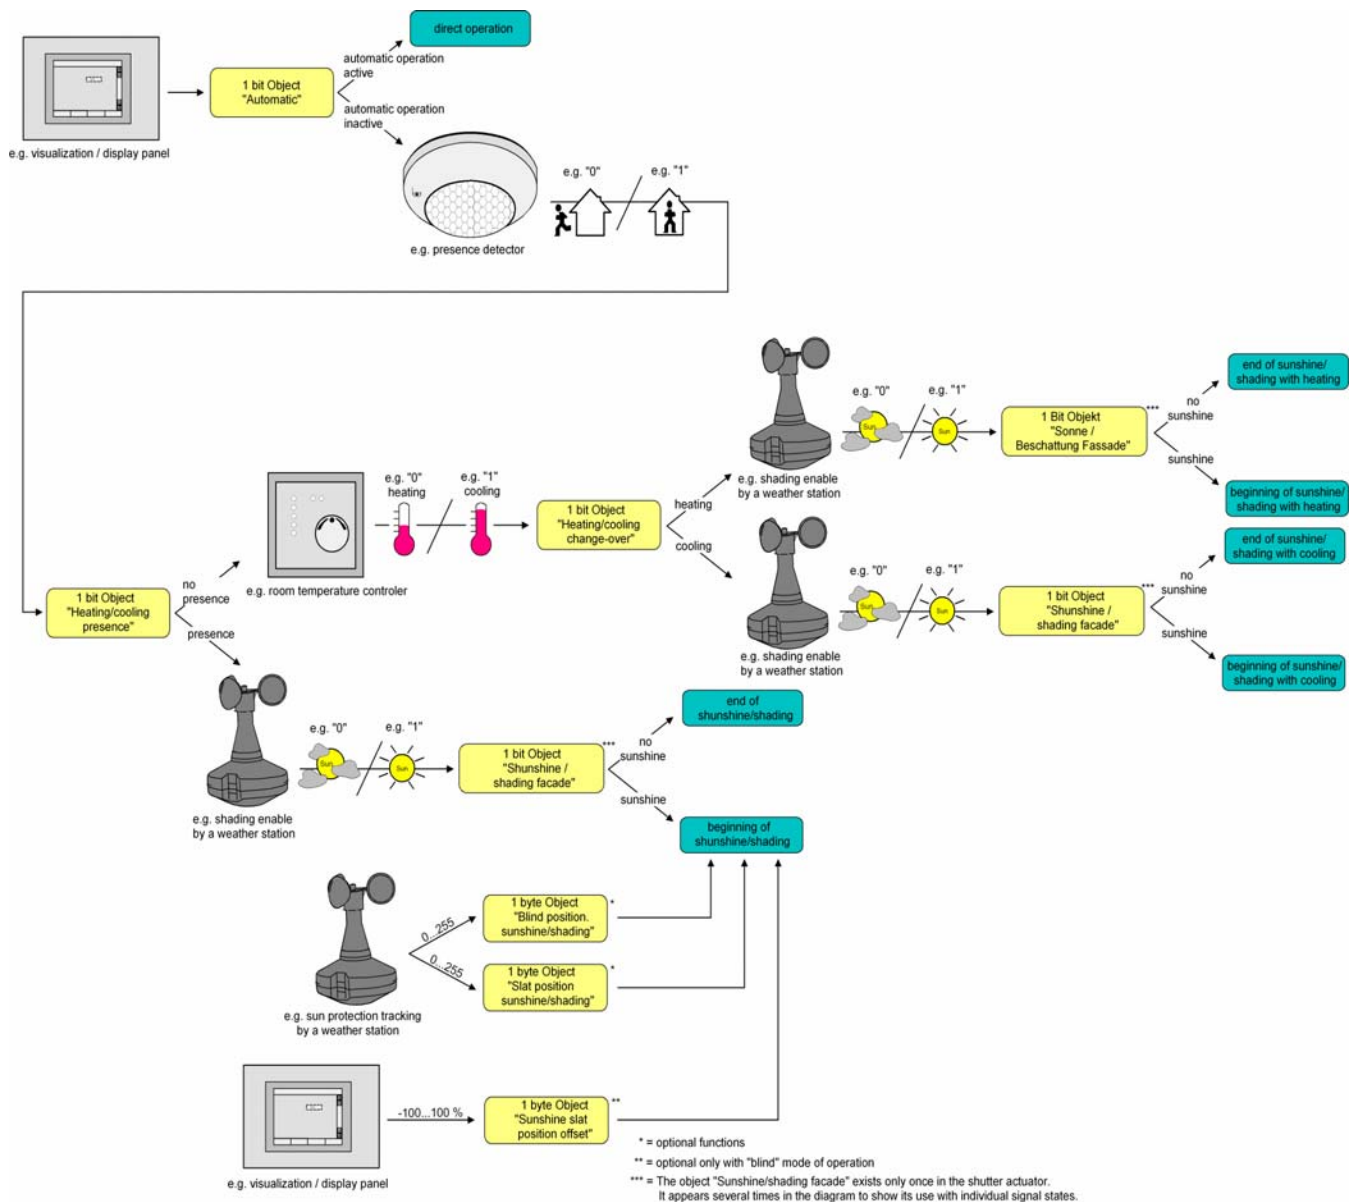 direct operation
automatic operation
active
1 bit Object
"Automatic"
automatic operation
inactive
e.g. visualization / display panel
e.g. "0"
e.g. "1"
e.g. presence detector
e.g. "0"
e.g. "1"
end of sunshine/
shading with heating
no
sunshine
1 Bit Objekt
"Sonne /
Beschattung Fassade"
***
Sun
Sun
sunshine
e.g. shading enable
by a weather station
beginning of sunshine/
shading with heating
e.g. "0"
heating
e.g. "1"
cooling
1 bit Object
"Heating/cooling
change-over"
heating
cooling
e.g. room temperature controler
end of sunshine/
shading with cooling
e.g. "0"
e.g. "1"
no
sunshine
1 bit Object
"Shunshine /
shading facade"
***
Sun
Sun
sunshine
e.g. shading enable
by a weather station
beginning of sunshine/
shading with cooling
no
presence
1 bit Object
"Heating/cooling
presence"
presence
end of
shunshine/shading
e.g. "0"
e.g. "1"
no
sunshine
1 bit Object
"Shunshine /
shading facade"
***
Sun
Sun
sunshine
e.g. shading enable
by a weather station
beginning of
shunshine/shading
0...255
1 byte Object
"Blind position.
sunshine/shading"
*
0...255
1 byte Object
"Slat position
sunshine/shading"
*
e.g. sun protection tracking
by a weather station
-100...100 %
1 byte Object
"Sunshine slat
position offset"
**
e.g. visualization / display panel
* = optional functions
** = optional only with "blind" mode of operation
*** = The object "Sunshine/shading facade" exists only once in the shutter actuator.
It appears several times in the diagram to show its use with individual signal states.